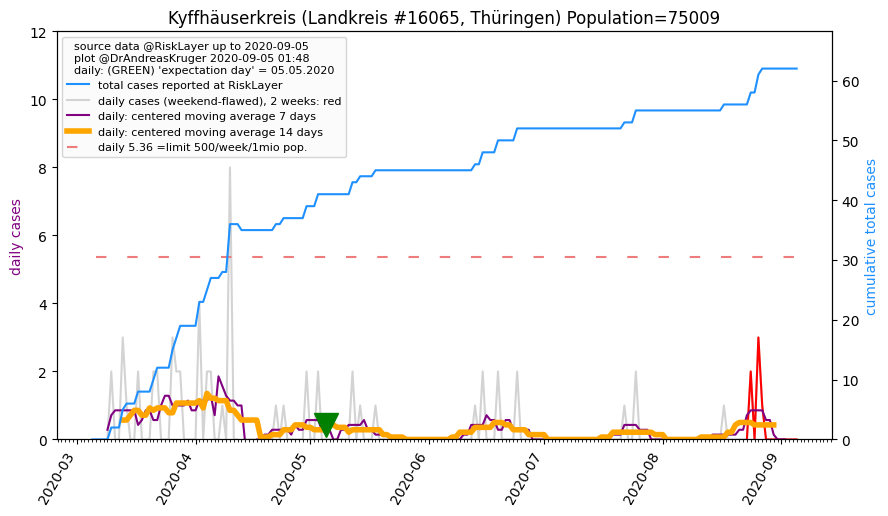 Kyffhäuserkreis (Landkreis #16065, Thüringen) Population=75009
source data @RiskLayer up to 2020-09-05
plot @DrAndreasKruger 2020-09-05 01:48
daily: (GREEN) 'expectation day' = 05.05.2020
total cases reported at RiskLayer
daily cases (weekend-flawed), 2 weeks: red
daily: centered moving average 7 days
daily: centered moving average 14 days
daily 5.36 =limit 500/week/1mio pop.
daily cases
12
10
8
6
4
2
0
cumulative total cases
60
50
40
30
20
10
0
2020-03
2020-04
2020-05
2020-06
2020-07
2020-08
2020-09